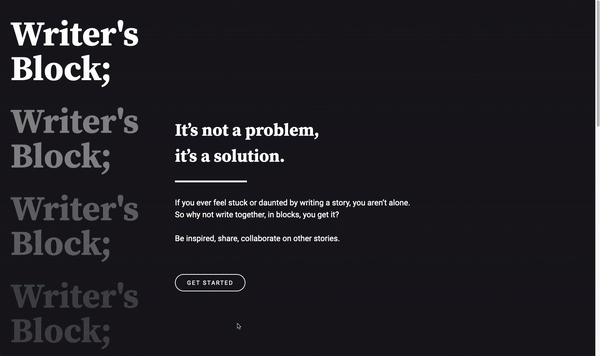 Writer's
Block;
Writer's
Block;
Writer's
Block;
Writer's
Block;
It’s not a problem,
it’s a solution.
If you ever feel stuck or daunted by writing a story, you aren’t alone.
So why not write together, in blocks, you get it?
Be inspired, share, collaborate on other stories.
GET STARTED